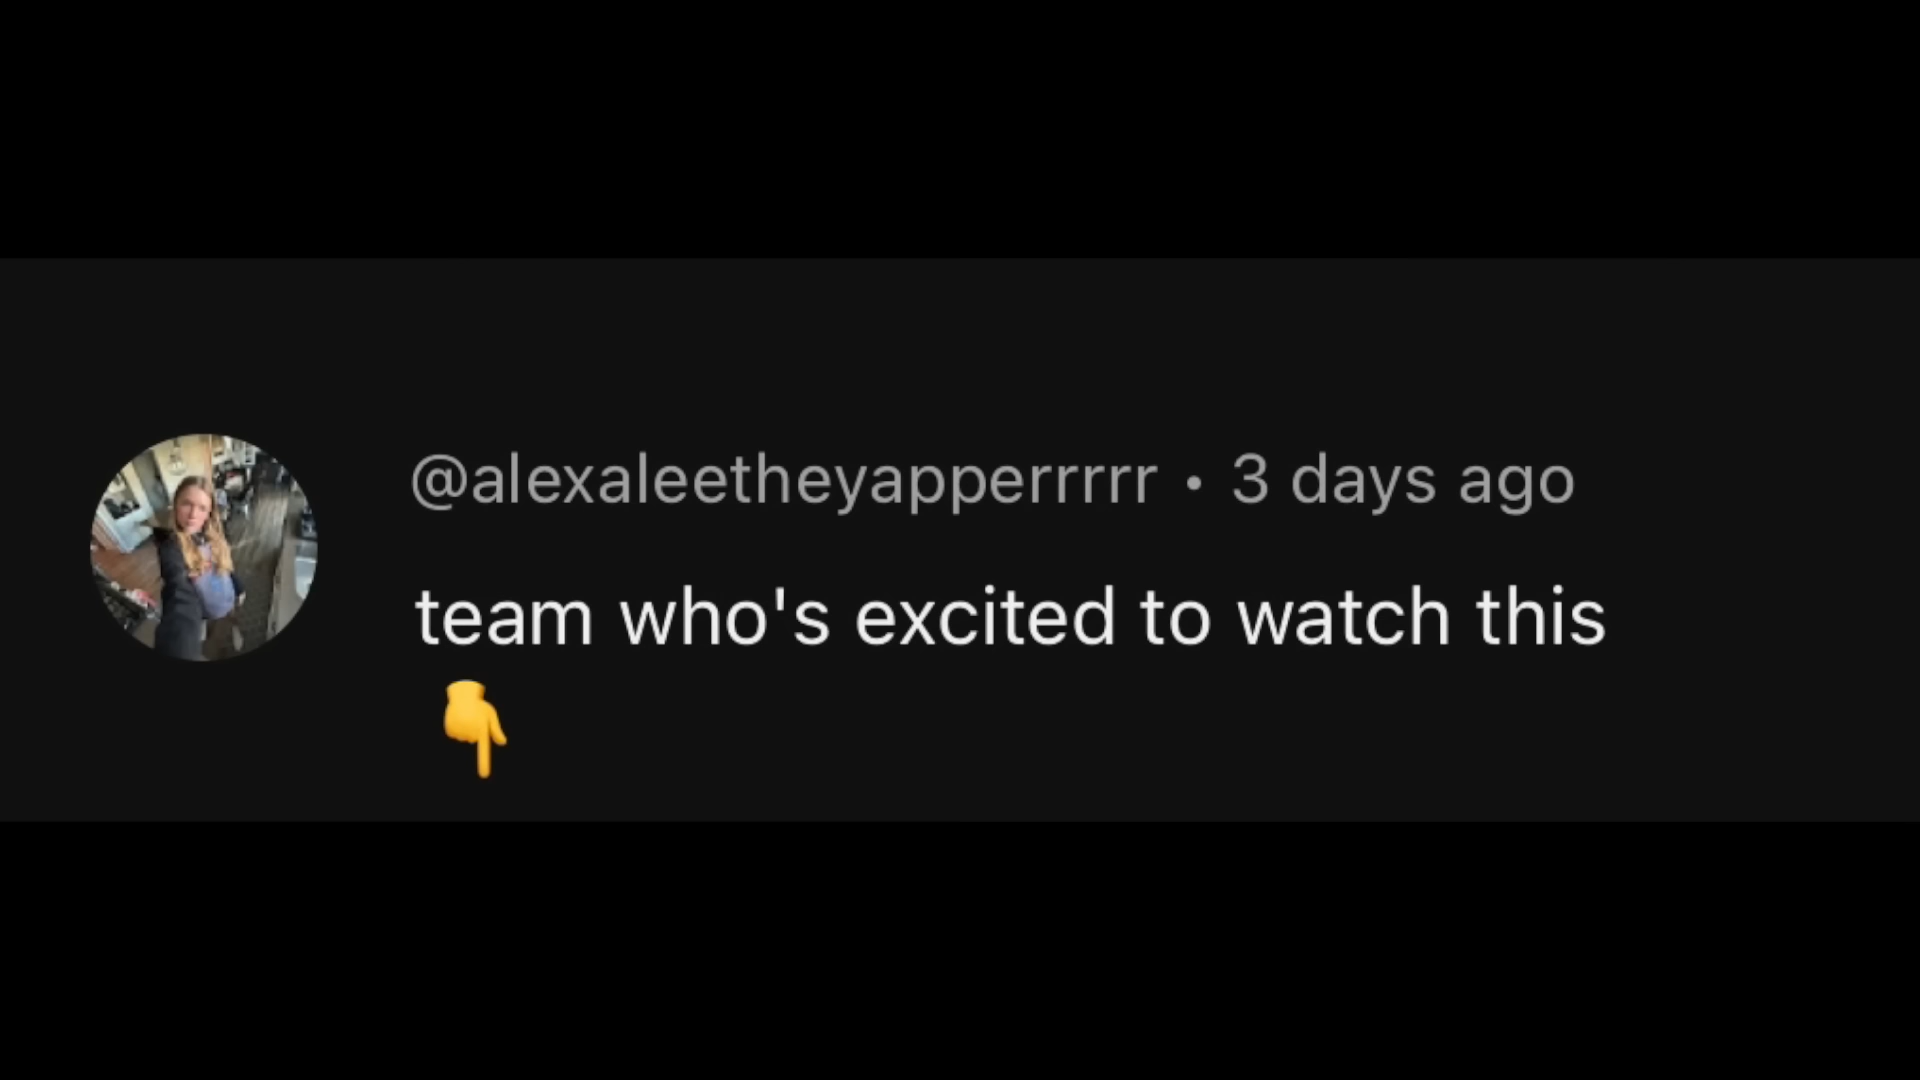 @alexaleetheyapperrrrr • 3 days ago
team who's excited to watch this
👇